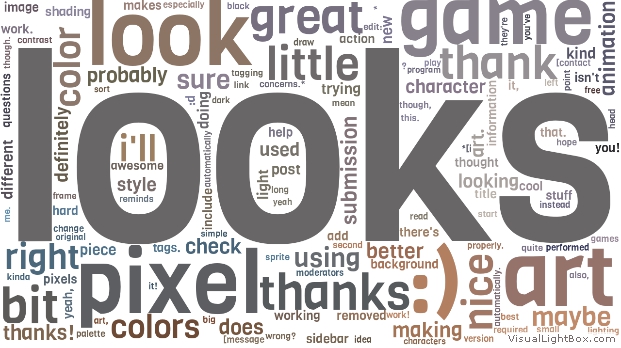 image
shading
makes especially
black
great
edit:
new
game
they're
you've
kind
animation
work.
contrast
color
look
draw
action
[contact
though.
questions
probably
sort
sure
tagging
link
little
concerns.*
trying
mean
?
play
program
thank
it,
left
point
isn't
free
definitely
:d
dark
doing
character
though,
this.
information
head
different
i'll
awesome
style
reminds
automatically
include
help
used
post
light
long
yeah
submission
looks
*[i
art.
thought
that.
hope
you!
looking
cool
title
stuff
instead
start
me.
frame
hard
change
original
simple
add
second
read
there's
right
piece
tags.
check
sprite
using
moderators
better
background
properly.
quite
performed
games
kinda
pixels
it!
pixel
thanks
:)
nice
automatically.
art
also,
bit
yeah,
art,
palette
thanks!
colors
big
does
working
removed
work!
making
characters
version
best
required
small
maybe
lighting
[message
wrong?
sidebar
idea
VisualLightBox.com